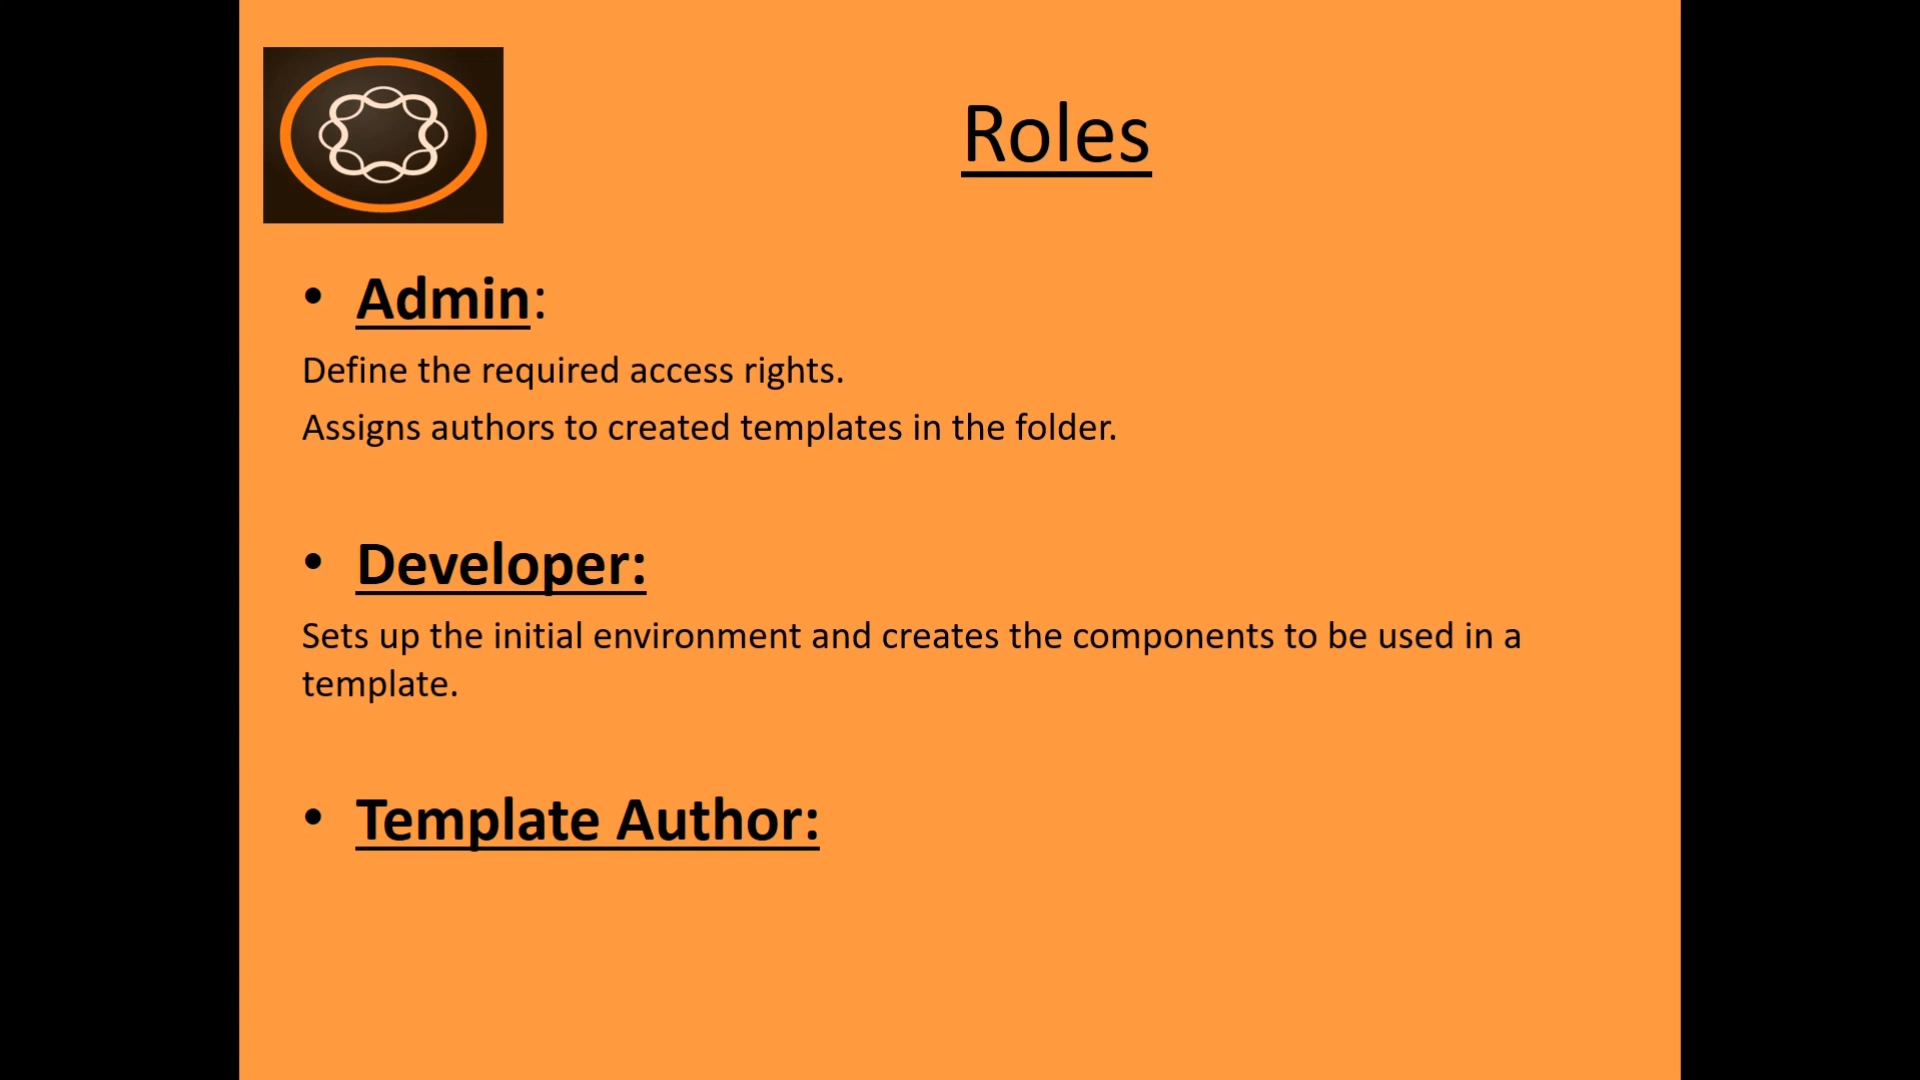 Roles
• Admin:
Define the required access rights.
Assigns authors to created templates in the folder.
• Developer:
Sets up the initial environment and creates the components to be used in a
template.
• Template Author: